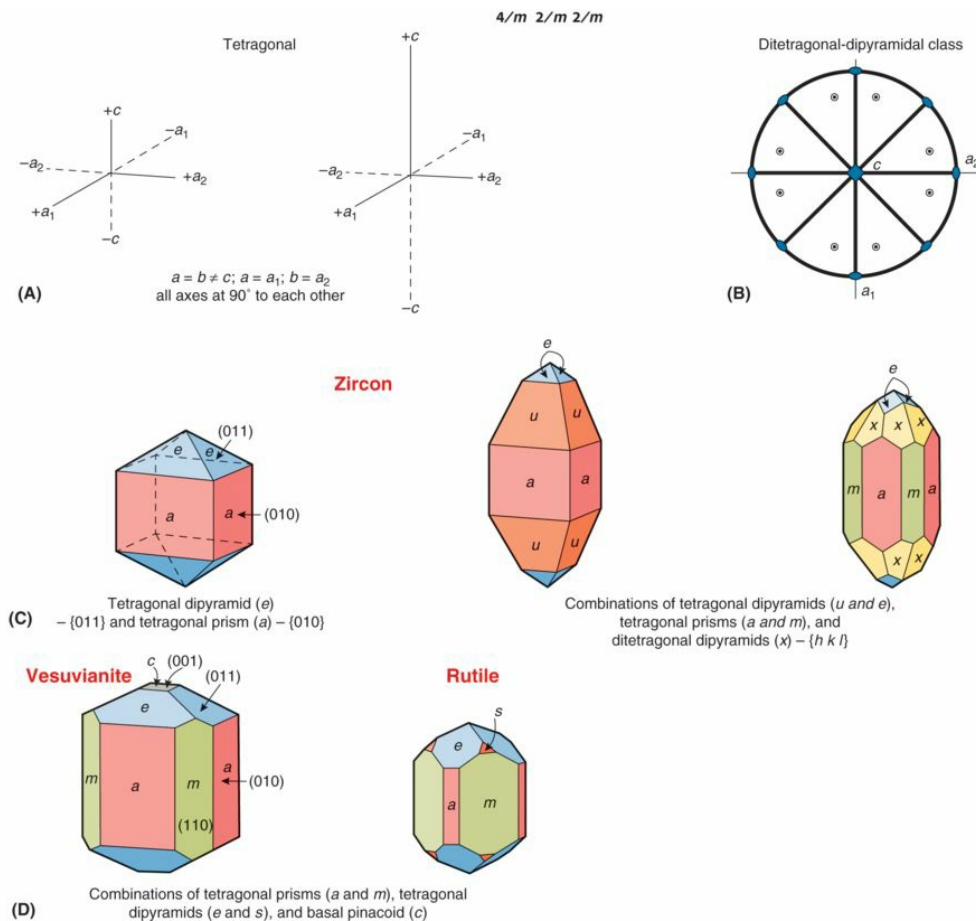 4/m 2/m 2/m
Tetragonal
+c
−a₁
−a₂
+a₂
+a₁
−c
+c
−a₁
−a₂
+a₂
+a₁
−c
a = b ≠ c; a = a₁; b = a₂
all axes at 90° to each other
(A)
Ditetragonal-dipyramidal class
c
a₂
a₁
(B)
Zircon
(011)
e
e
a
a
(010)
Tetragonal dipyramid (e)
– {011} and tetragonal prism (a) – {010}
(C)
e
u
u
a
a
u
u
e
x
x
x
m
a
m
a
x
x
Combinations of tetragonal dipyramids (u and e),
tetragonal prisms (a and m), and
ditetragonal dipyramids (x) – {h k l}
Vesuvianite
c
(001)
(011)
e
m
a
m
a
(010)
(110)
Rutile
s
e
a
m
Combinations of tetragonal prisms (a and m), tetragonal
dipyramids (e and s), and basal pinacoid (c)
(D)